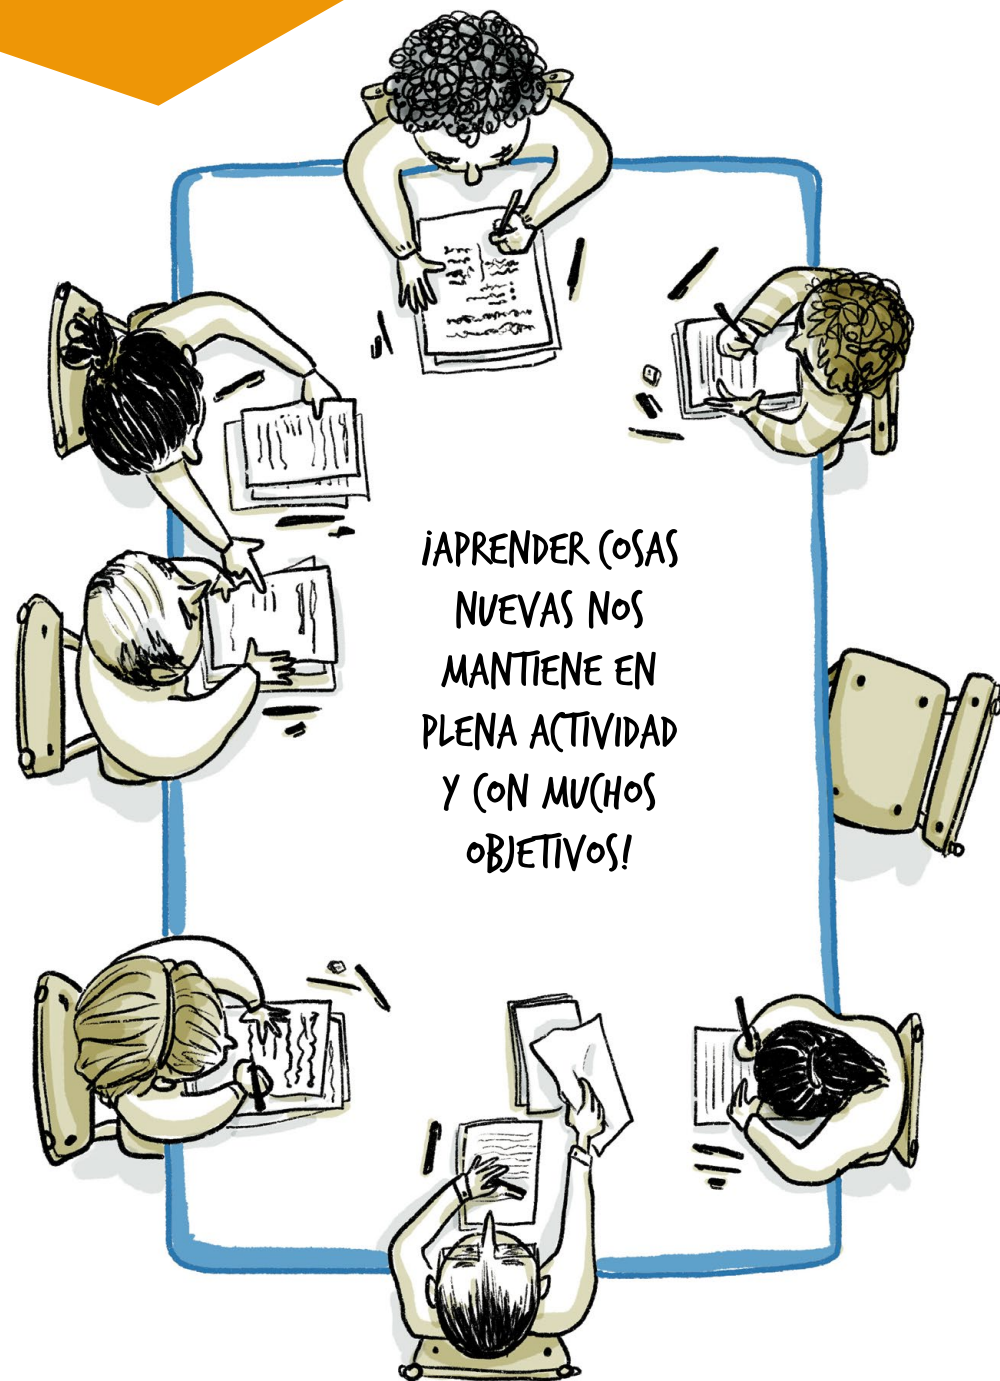 ¡APRENDER COSAS
NUEVAS NOS
MANTIENE EN
PLENA ACTIVIDAD
Y CON MUCHOS
OBJETIVOS!